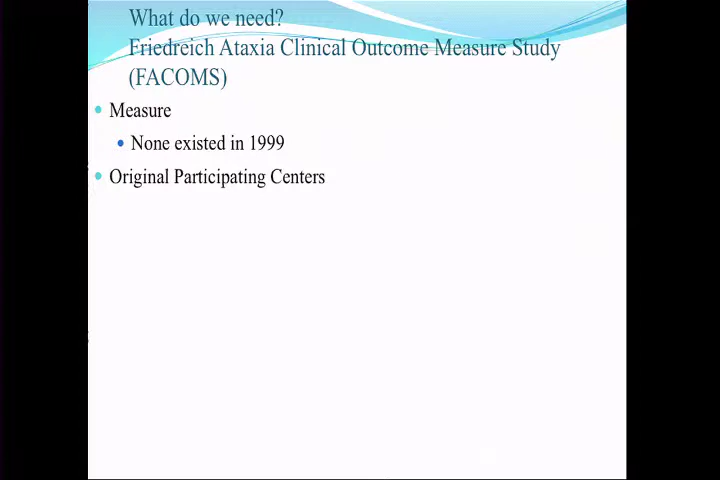 What do we need?
Friedreich Ataxia Clinical Outcome Measure Study
(FACOMS)
Measure
None existed in 1999
Original Participating Centers